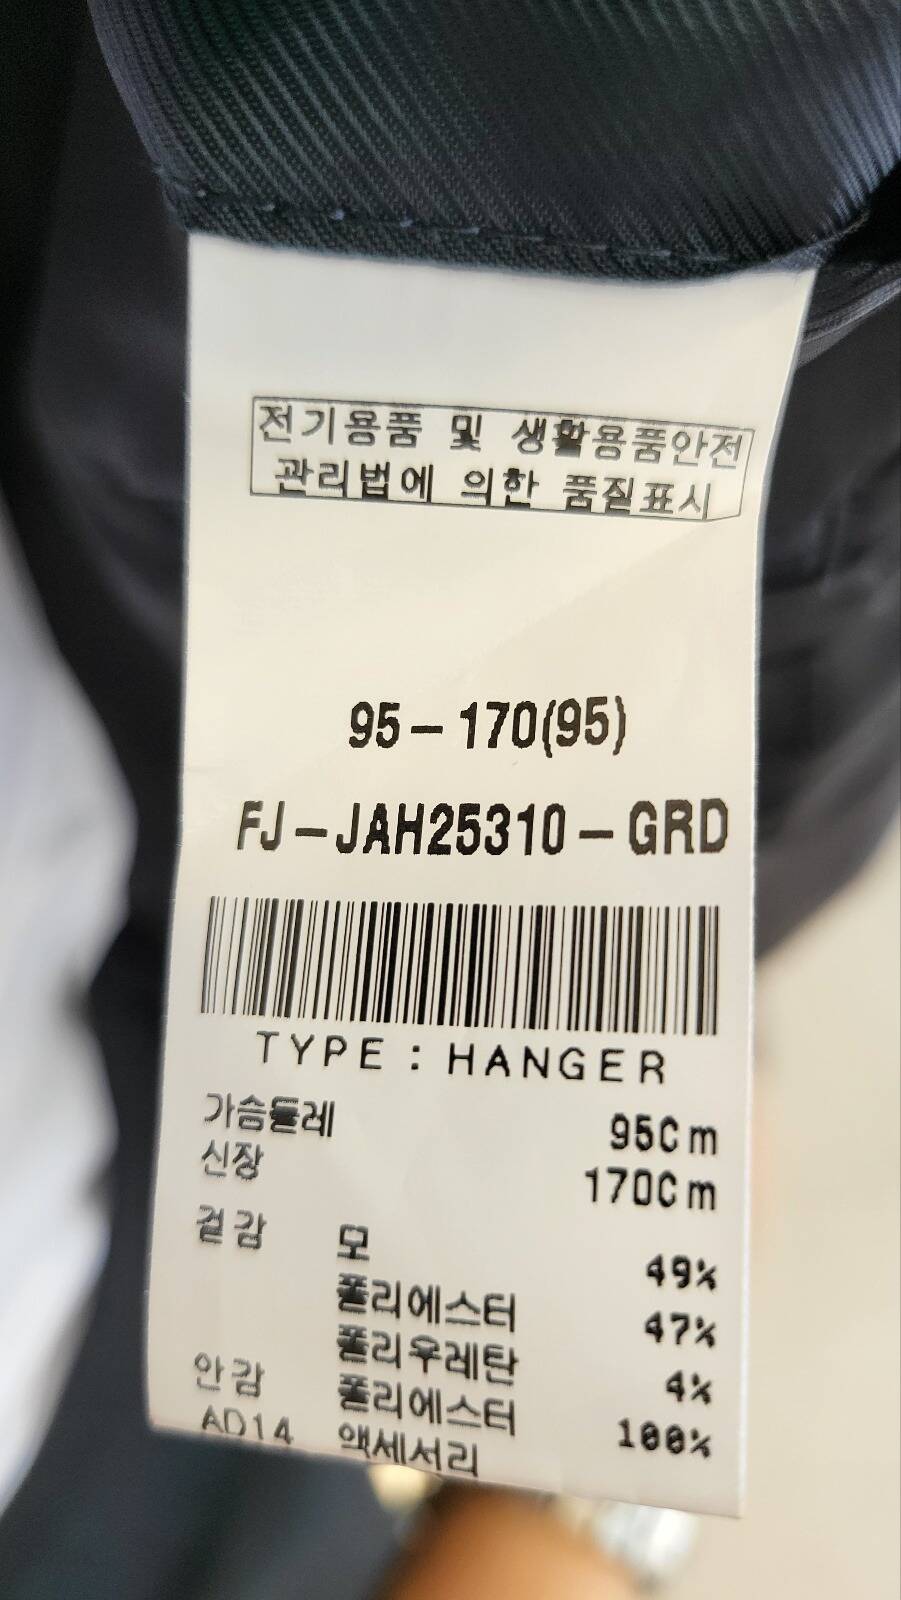 전기용품 및 생활용품안전
관리법에 의한 품질표시
95-170(95)
FJ-JAH25310-GRD
TYPE : HANGER
가슴둘레 95Cm
신장 170Cm
겉감 모 49%
폴리에스터 47%
폴리우레탄 4%
안감 폴리에스터 100%
AD14 액세서리